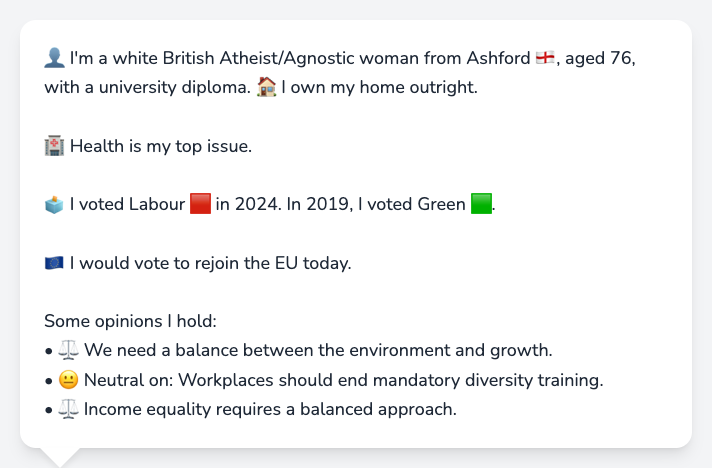 👤 I'm a white British Atheist/Agnostic woman from Ashford 🏴󠁧󠁢󠁥󠁮󠁧󠁿, aged 76,
with a university diploma. 🏠 I own my home outright.
🏥 Health is my top issue.
🗳️ I voted Labour 🟥 in 2024. In 2019, I voted Green 🟩.
🇪🇺 I would vote to rejoin the EU today.
Some opinions I hold:
• ⚖️ We need a balance between the environment and growth.
• 😐 Neutral on: Workplaces should end mandatory diversity training.
• ⚖️ Income equality requires a balanced approach.